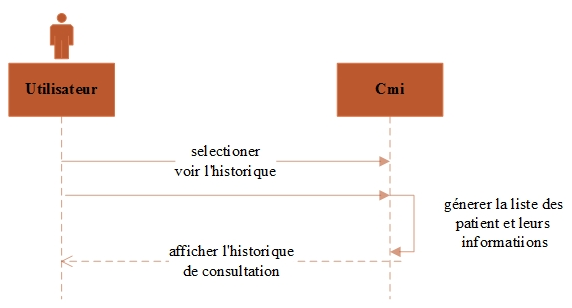 Utilisateur
Cmi
selectioner
voir l'historique
génerer la liste des
patient et leurs
informatiions
afficher l'historique
de consultation